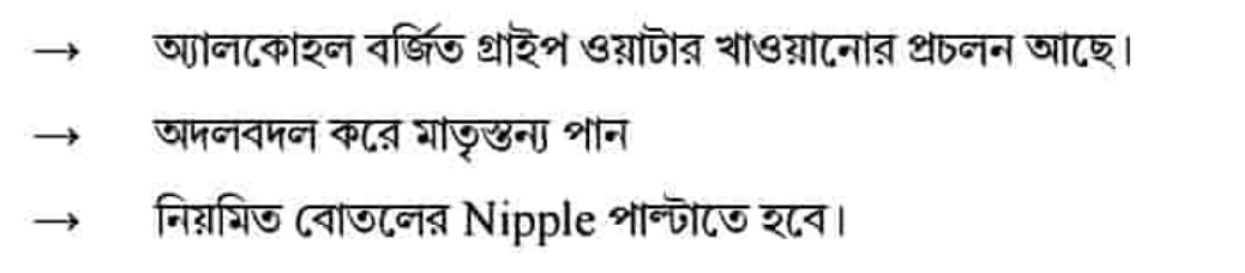 → অ্যালকোহল বর্জিত গ্রাইপ ওয়াটার খাওয়ানোর প্রচলন আছে।
→ অদলবদল করে মাতৃস্তন্য পান
→ নিয়মিত বোতলের Nipple পাল্টাতে হবে।